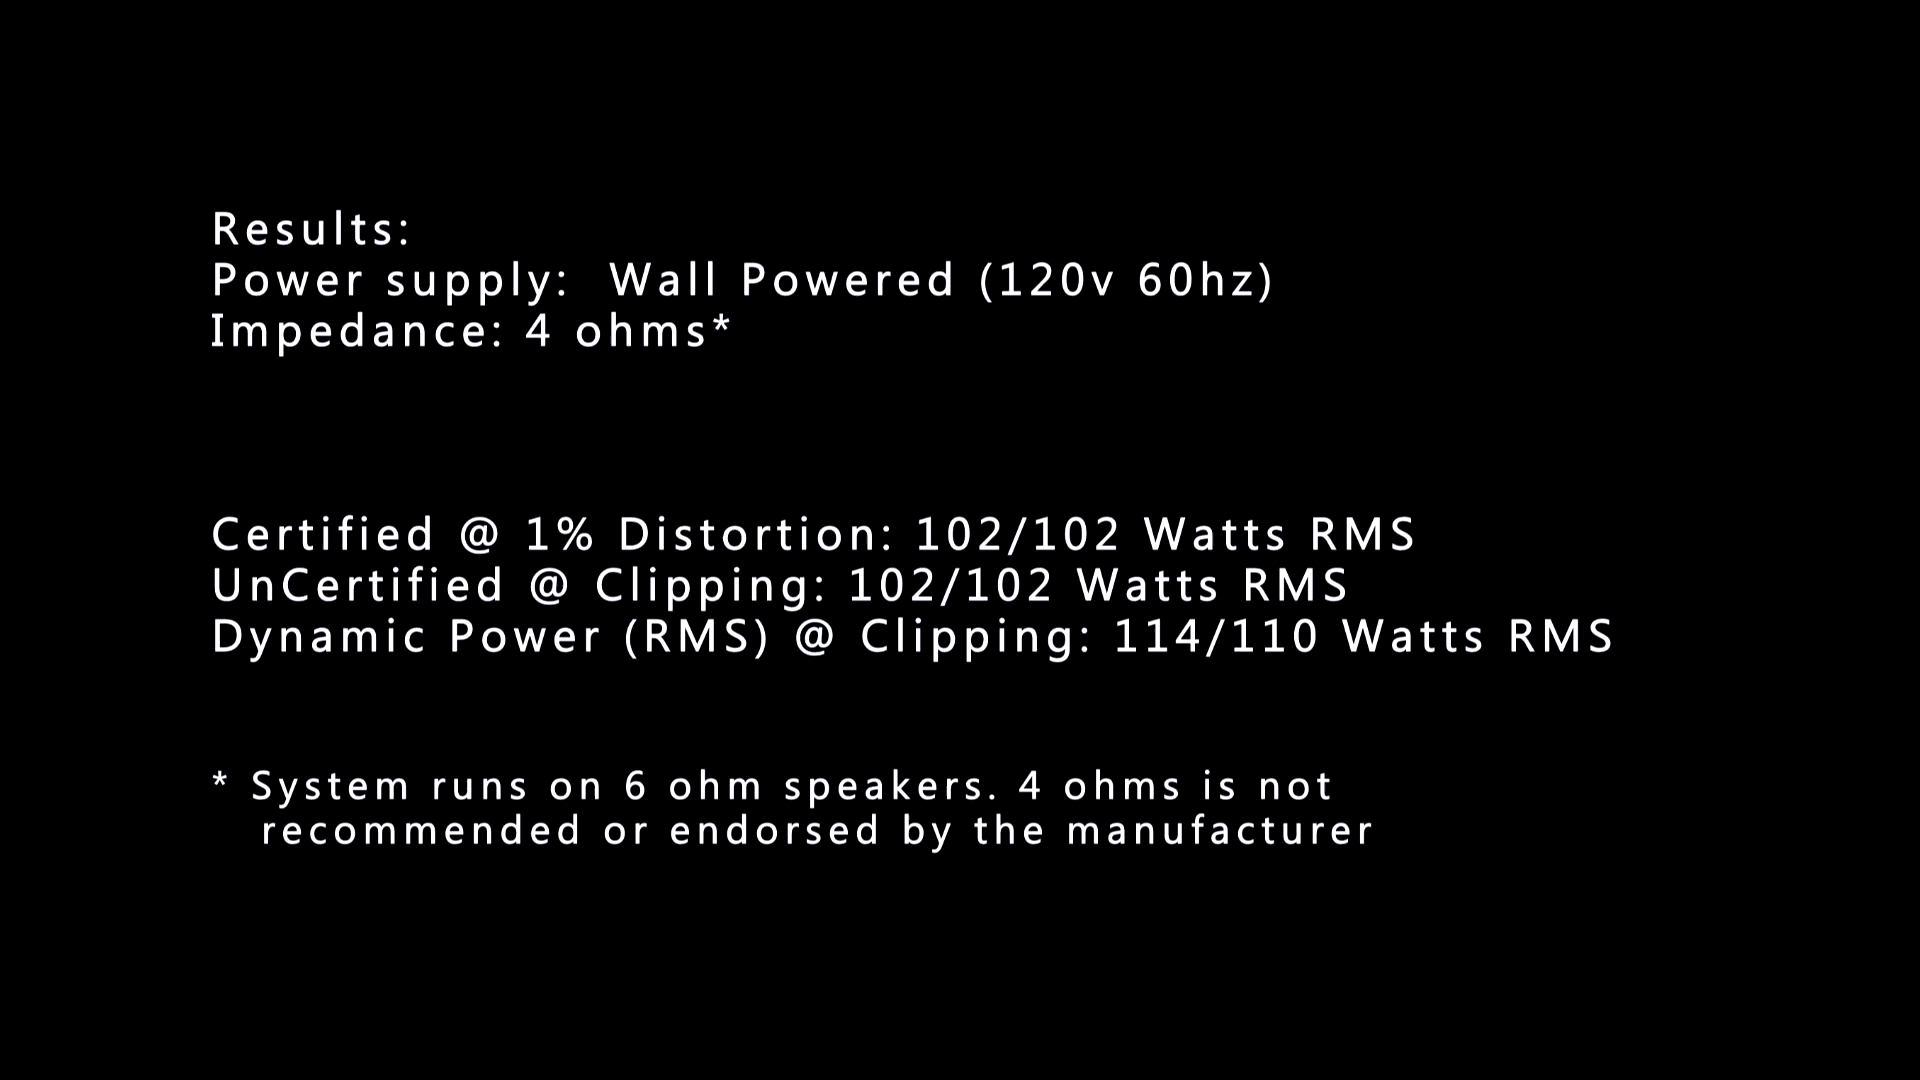 Results:
Power supply:  Wall Powered (120v 60hz)
Impedance: 4 ohms*
Certified @ 1% Distortion: 102/102 Watts RMS
UnCertified @ Clipping: 102/102 Watts RMS
Dynamic Power (RMS) @ Clipping: 114/110 Watts RMS
* System runs on 6 ohm speakers. 4 ohms is not
recommended or endorsed by the manufacturer